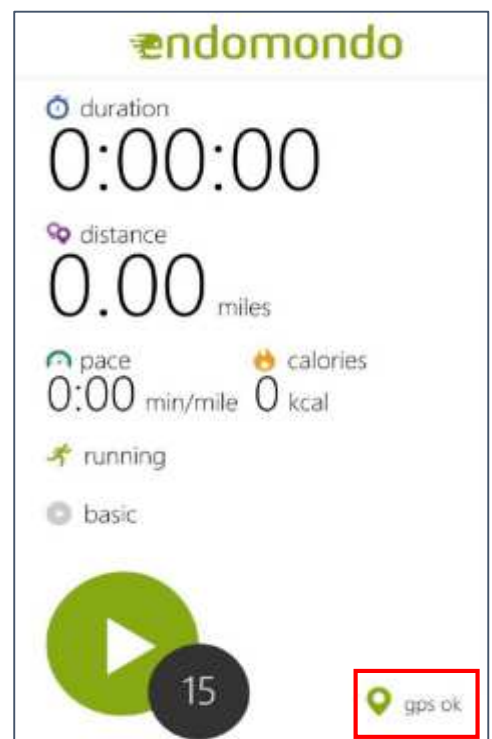 endomondo
duration
0:00:00
distance
0.00 miles
pace
calories
0:00 min/mile 0 kcal
running
basic
15
gps ok